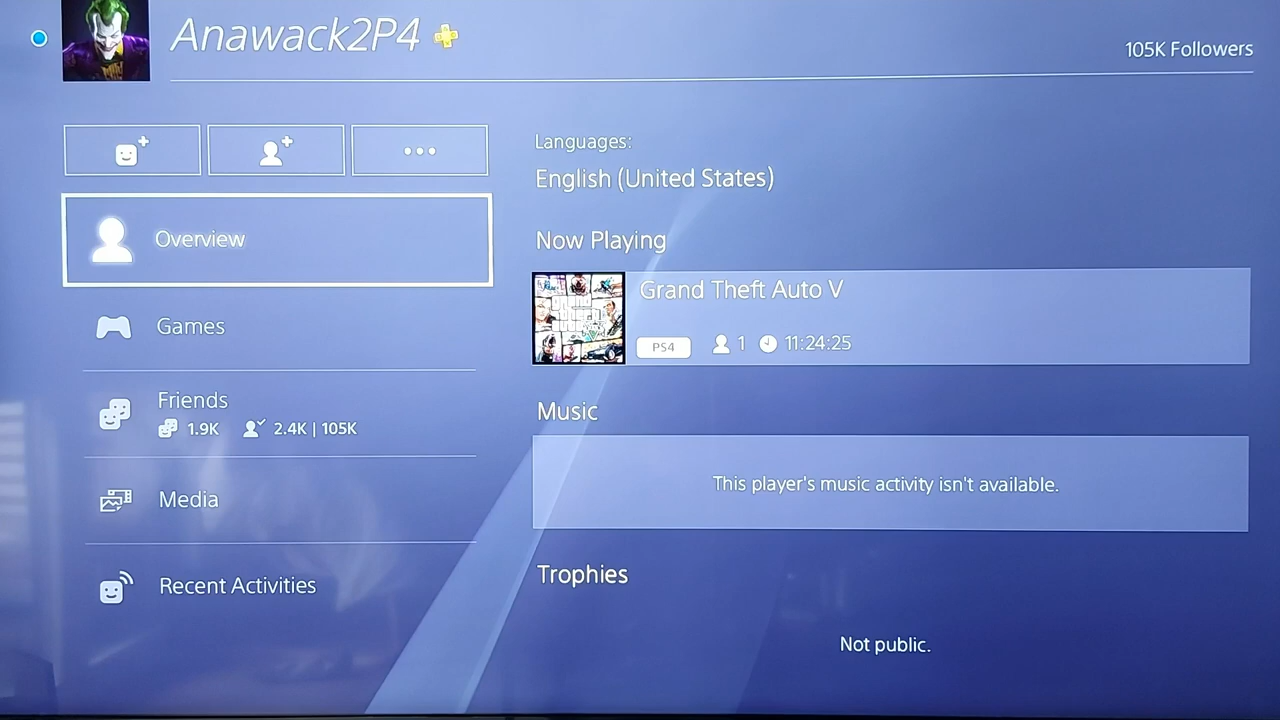 Anawack2P4
105K Followers
Languages:
English (United States)
Overview
Now Playing
Grand Theft Auto V
PS4 1 11:24:25
Games
Friends
1.9K 2.4K | 105K
Music
This player's music activity isn't available.
Media
Trophies
Recent Activities
Not public.